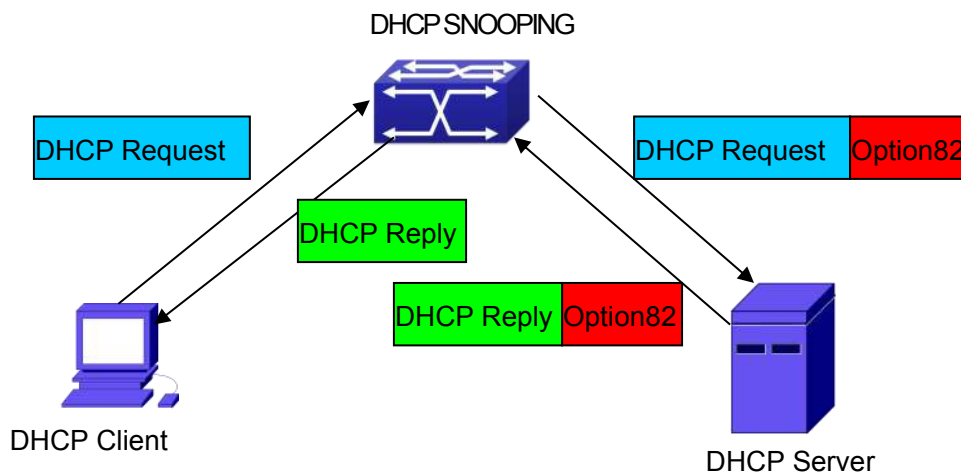 DHCP SNOOPING
DHCP Request
DHCP Request Option82
DHCP Reply
DHCP Reply Option82
DHCP Client
DHCP Server